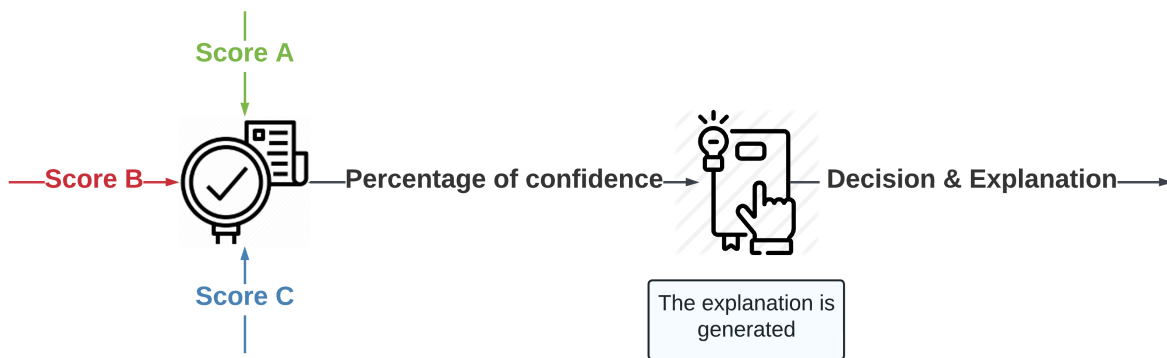 Score A
Score B
Percentage of confidence
Decision & Explanation
Score C
The explanation is
generated